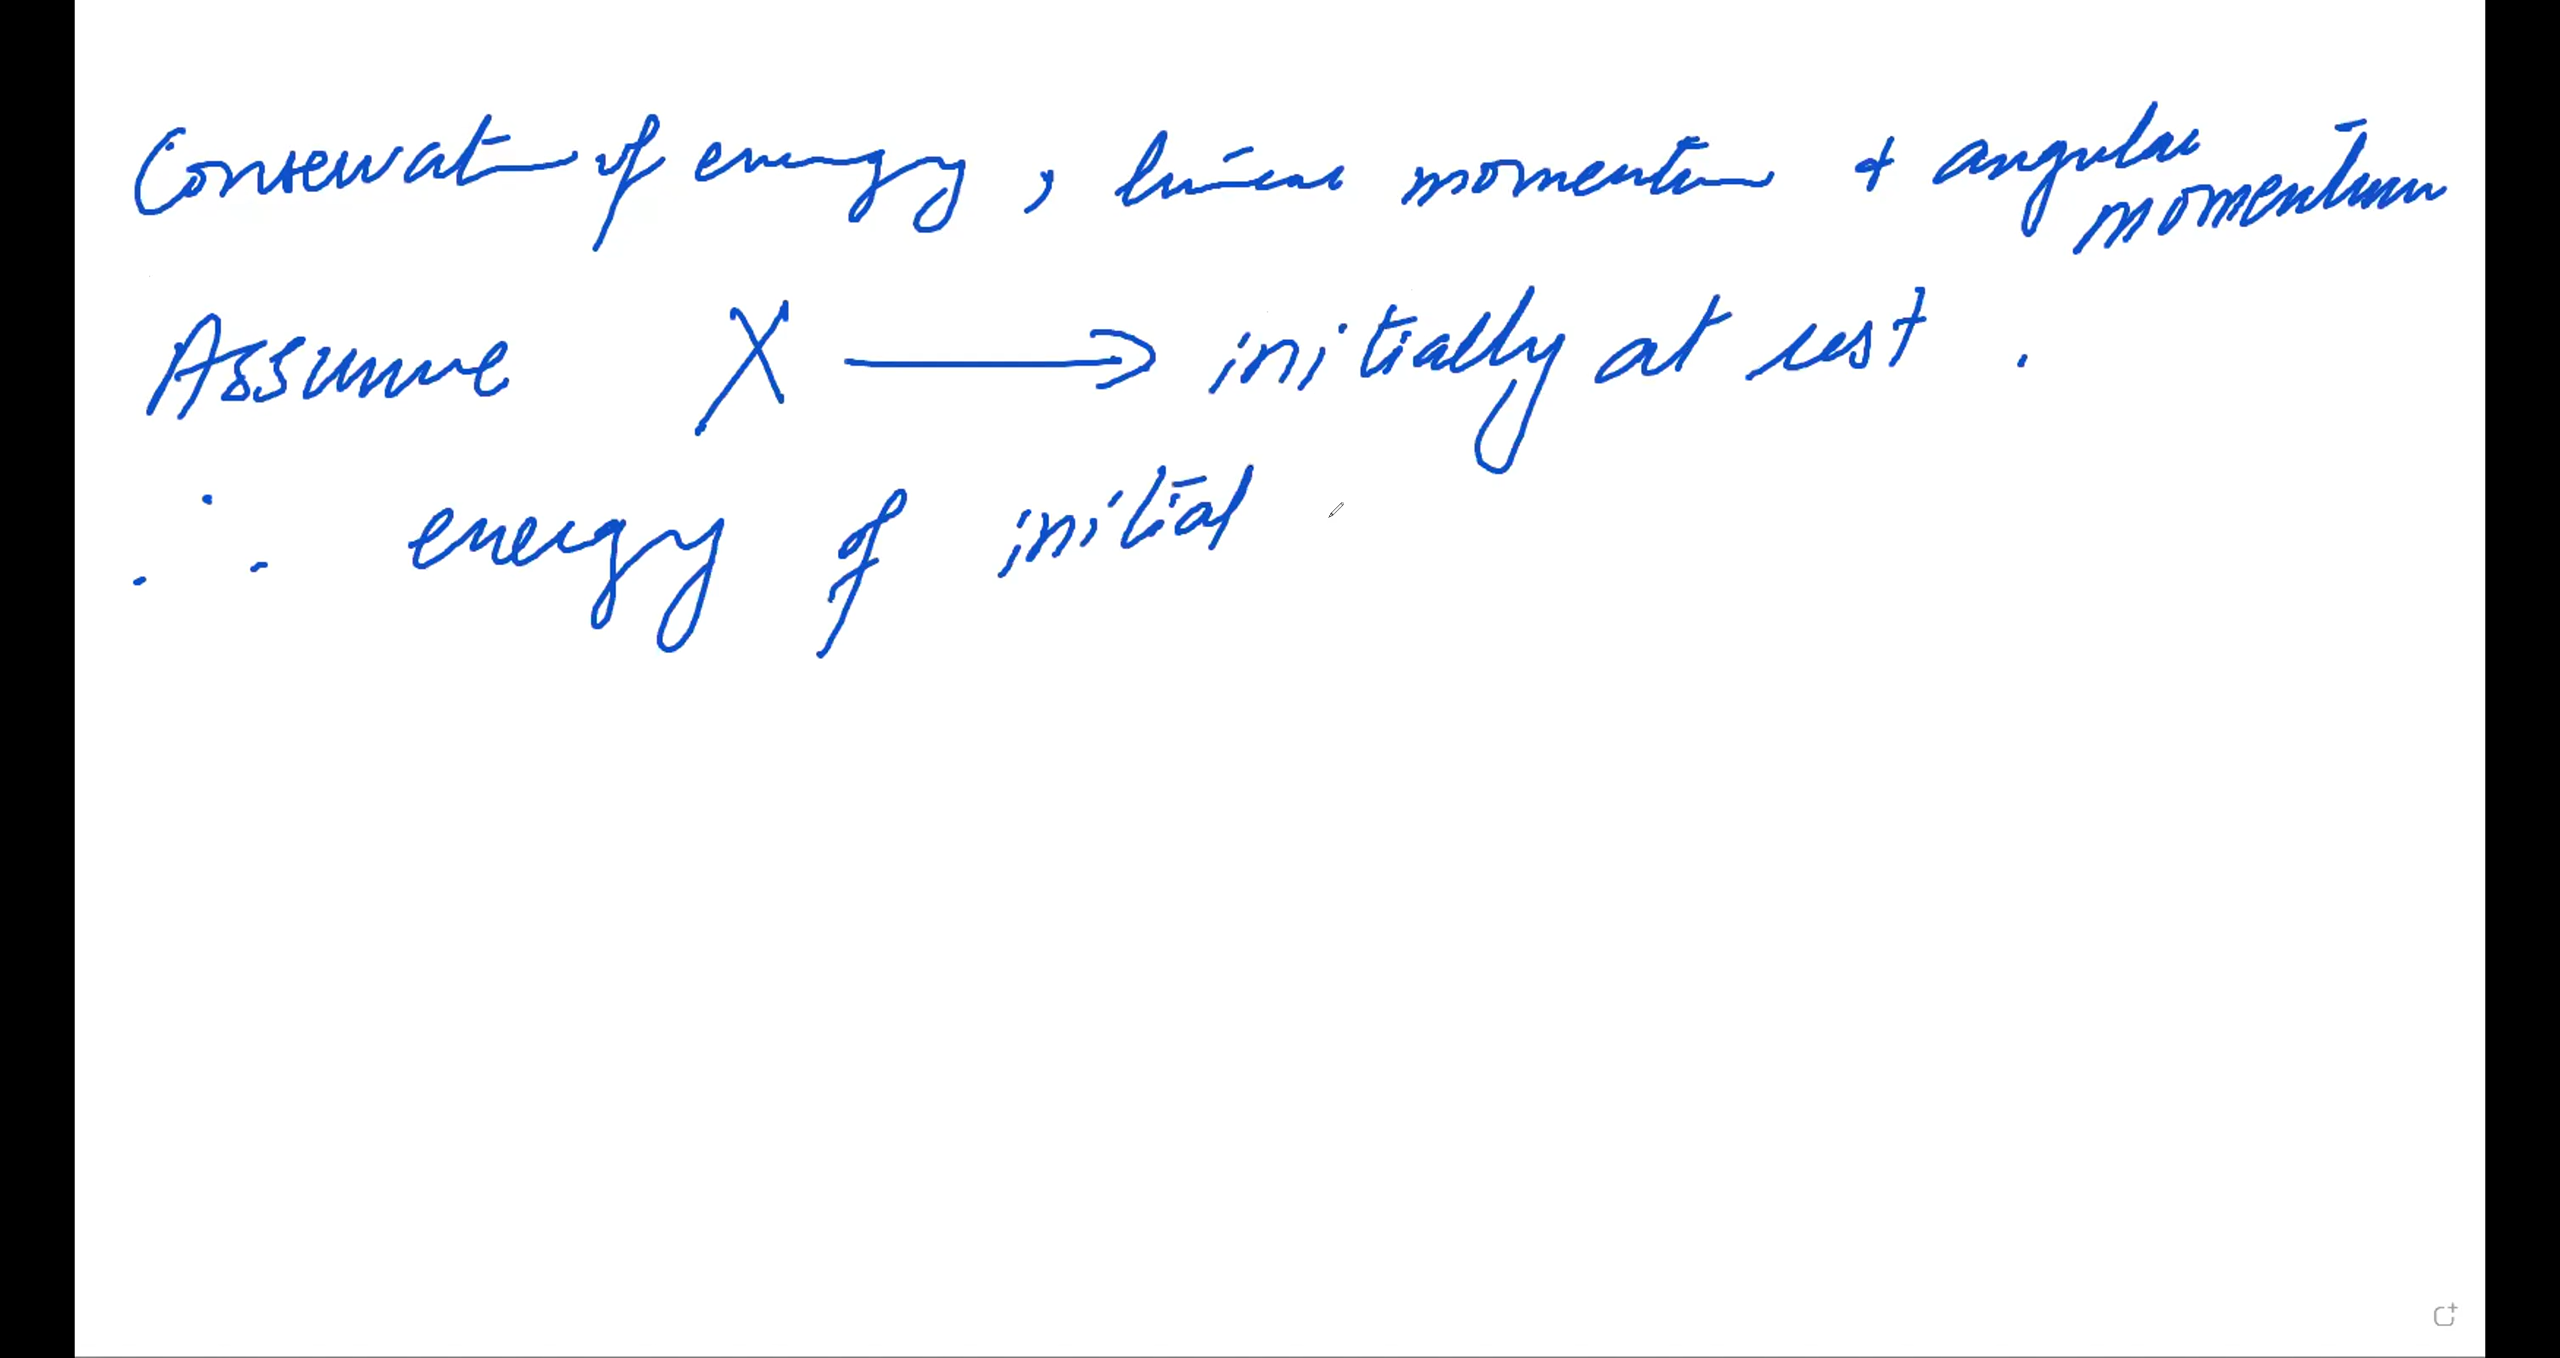 Conservation of energy, linear momentum & angular momentum
Assume X → initially at rest.
∴ energy of initial